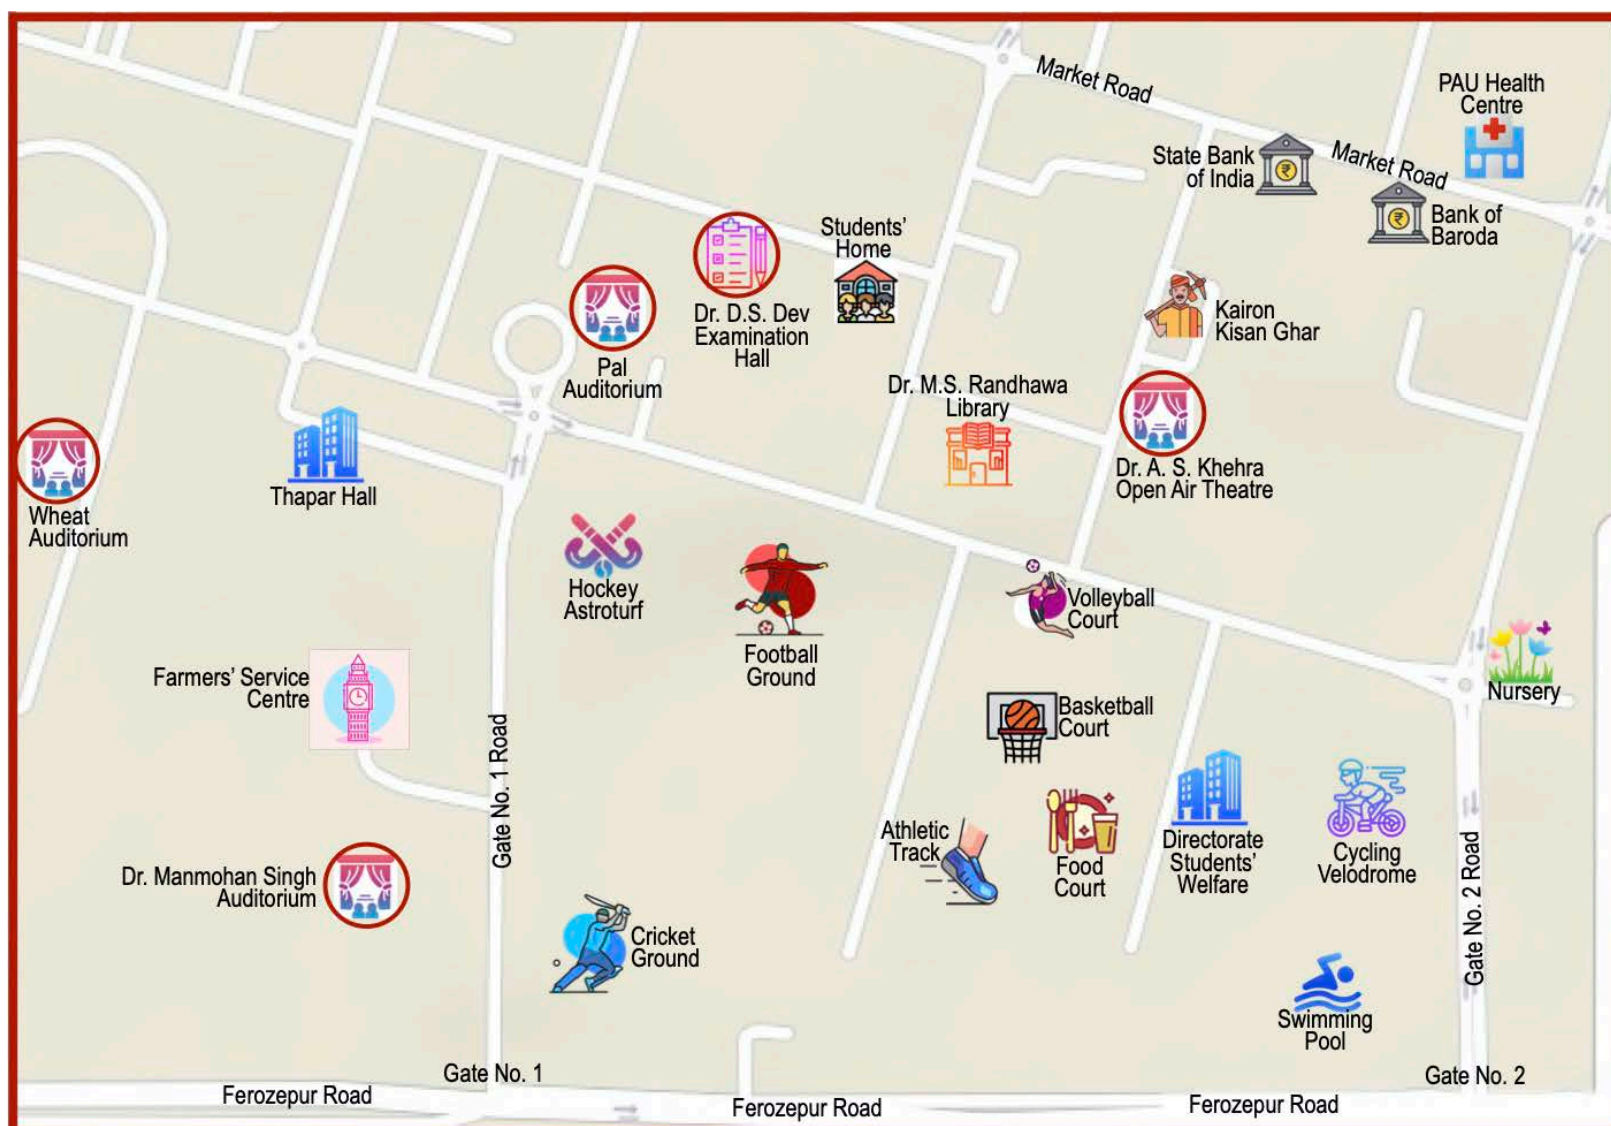 Market Road
PAU Health
Centre
State Bank
of India
Market Road
Bank of
Baroda
Students’
Home
Dr. D.S. Dev
Examination
Hall
Kairon
Kisan Ghar
Pal
Auditorium
Dr. M.S. Randhawa
Library
Dr. A. S. Khehra
Open Air Theatre
Thapar Hall
Wheat
Auditorium
Hockey
Astroturf
Football
Ground
Volleyball
Court
Nursery
Farmers’ Service
Centre
Basketball
Court
Gate No. 1 Road
Athletic
Track
Food
Court
Directorate
Students’
Welfare
Cycling
Velodrome
Gate No. 2 Road
Dr. Manmohan Singh
Auditorium
Cricket
Ground
Swimming
Pool
Gate No. 1
Gate No. 2
Ferozepur Road
Ferozepur Road
Ferozepur Road